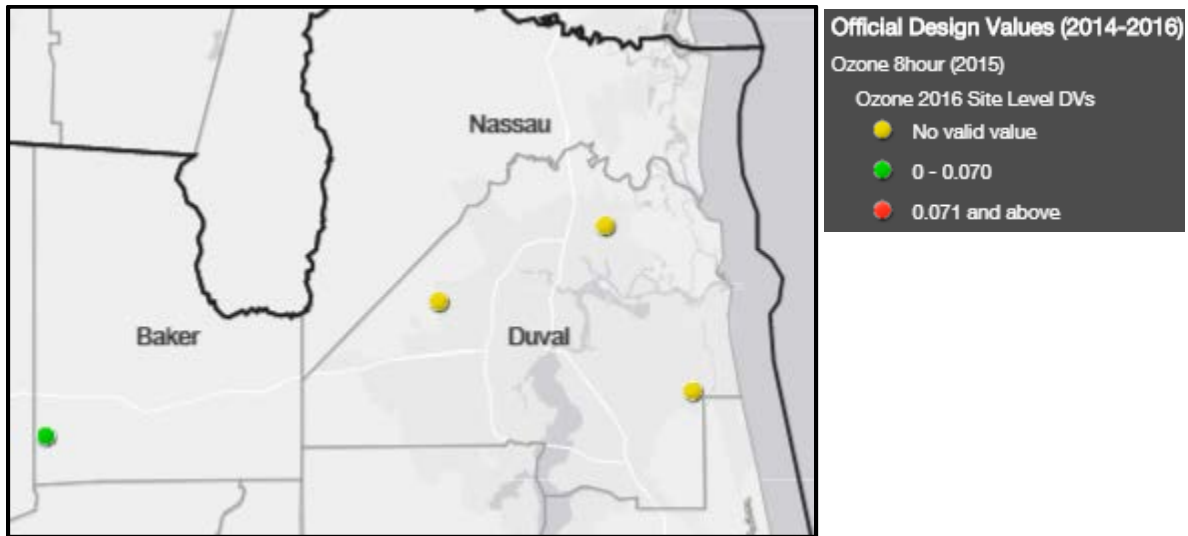 Nassau
Baker
Duval
Official Design Values (2014-2016)
Ozone 8hour (2015)
Ozone 2016 Site Level DVs
No valid value
0 - 0.070
0.071 and above